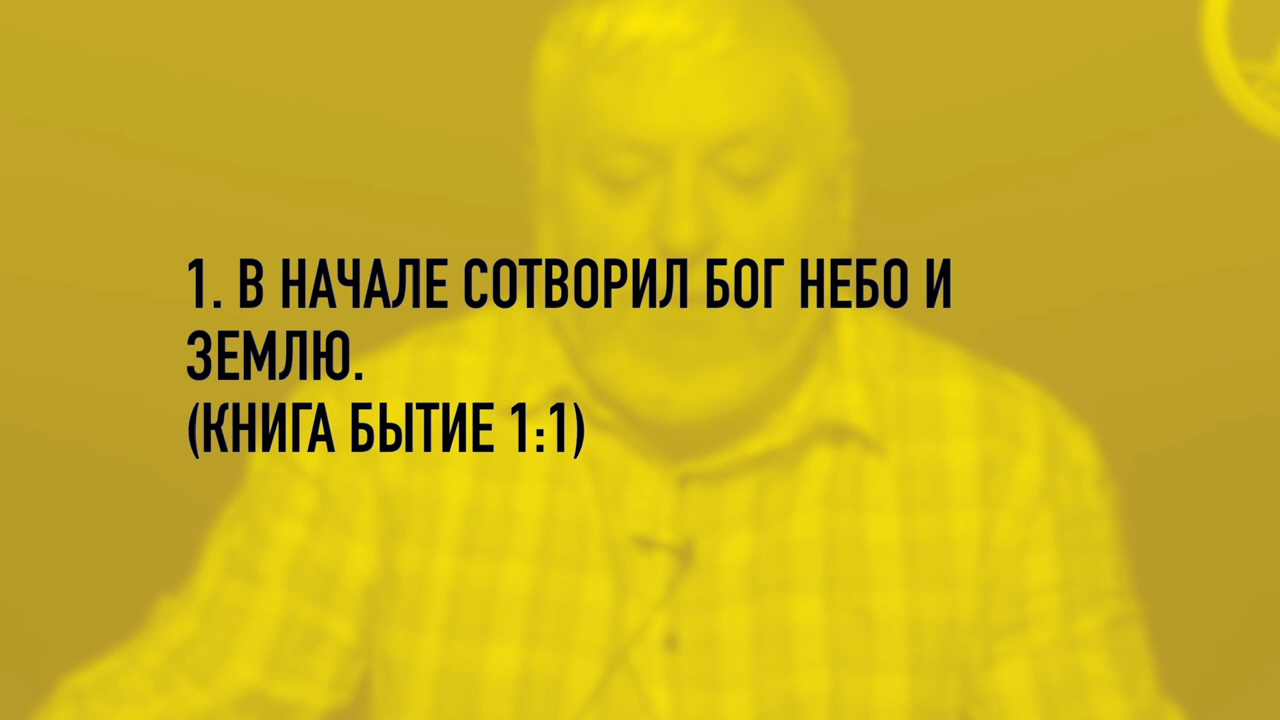 1. В НАЧАЛЕ СОТВОРИЛ БОГ НЕБО И
ЗЕМЛЮ.
(КНИГА БЫТИЕ 1:1)